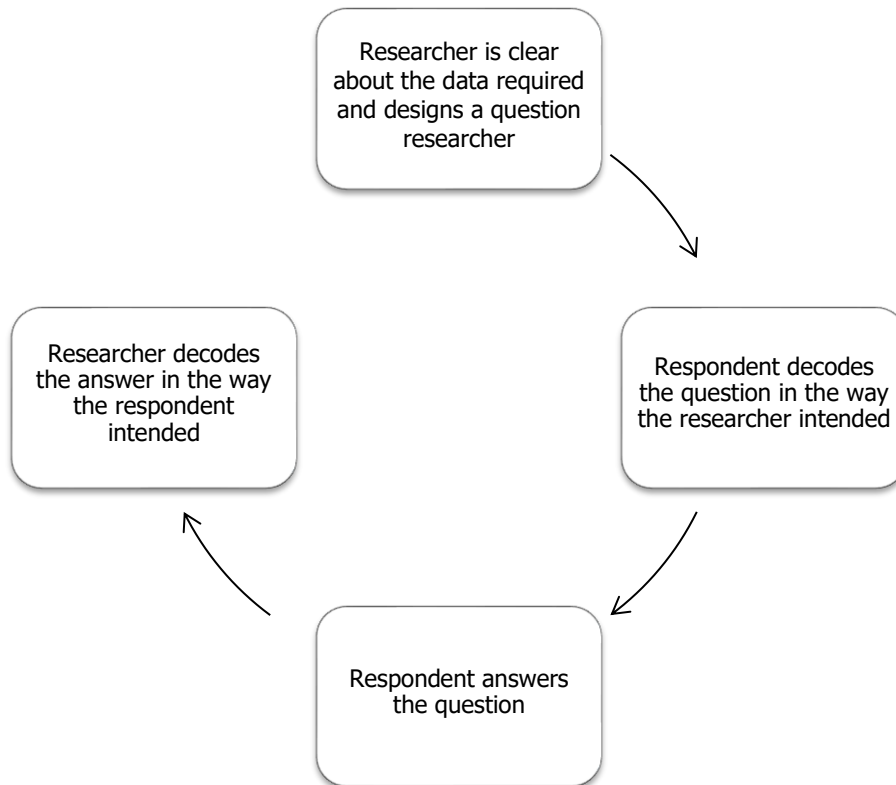 Researcher is clear
about the data required
and designs a question
researcher
Respondent decodes
the question in the way
the researcher intended
Respondent answers
the question
Researcher decodes
the answer in the way
the respondent
intended